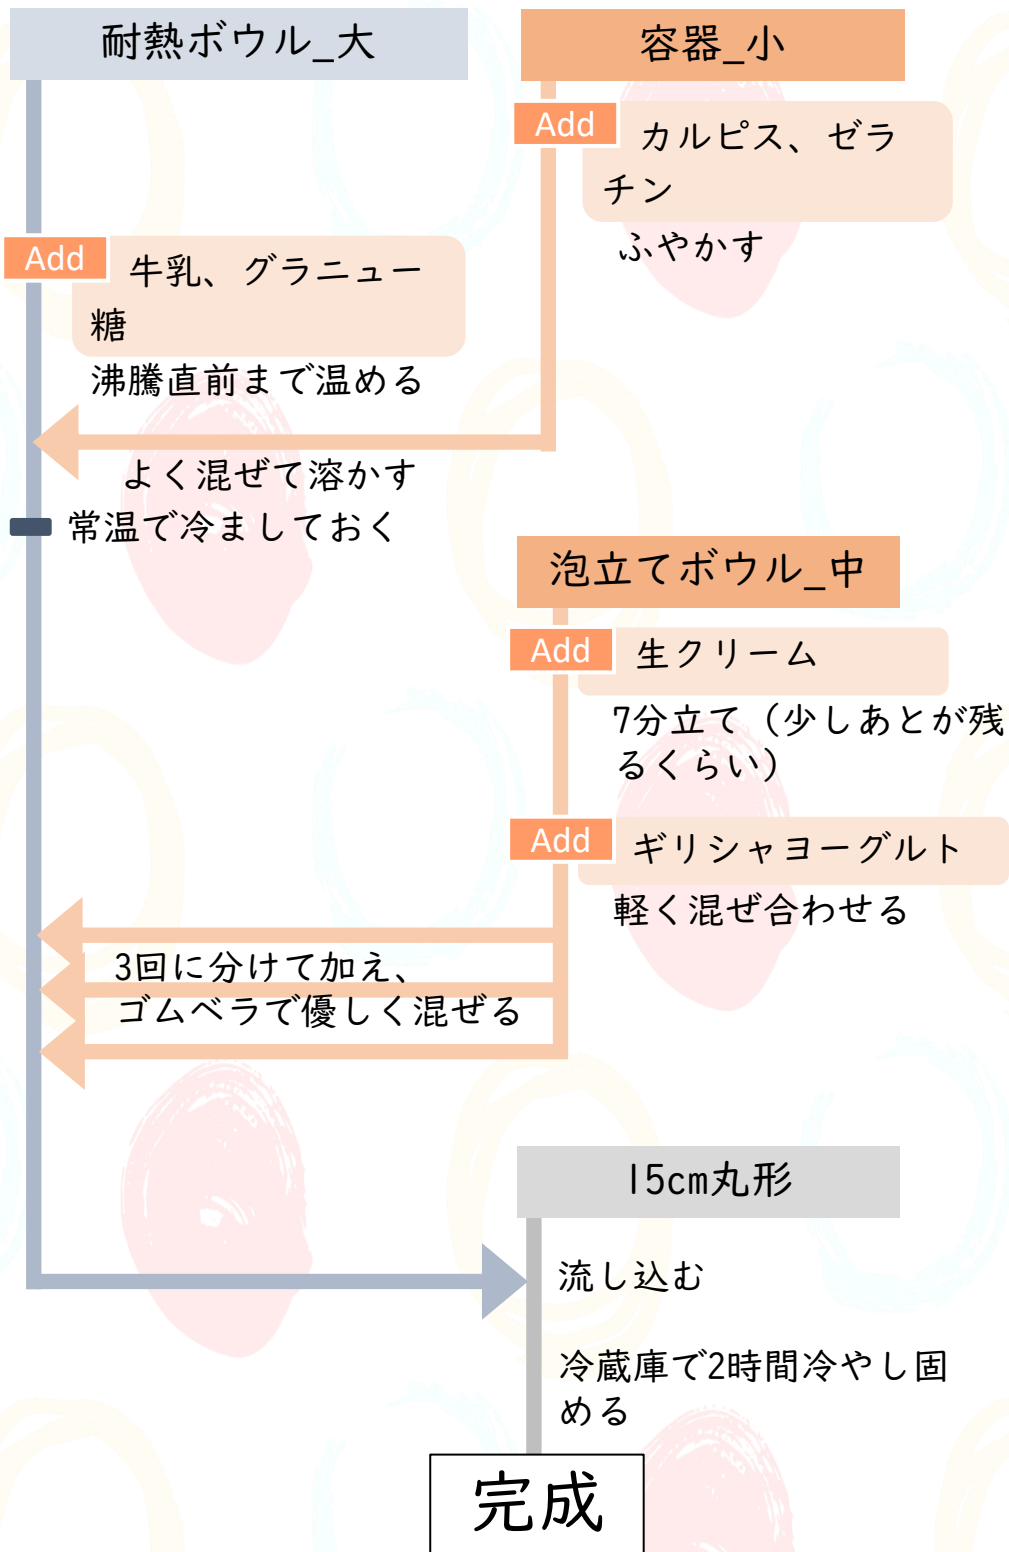 耐熱ボウル_大
容器_小
Add
カルピス、ゼラ
チン
ふやかす
Add
牛乳、グラニュー
糖
沸騰直前まで温める
よく混ぜて溶かす
常温で冷ましておく
泡立てボウル_中
Add
生クリーム
7分立て（少しあとが残
るくらい）
Add
ギリシャヨーグルト
軽く混ぜ合わせる
3回に分けて加え、
ゴムベラで優しく混ぜる
15cm丸形
流し込む
冷蔵庫で2時間冷やし固
める
完成